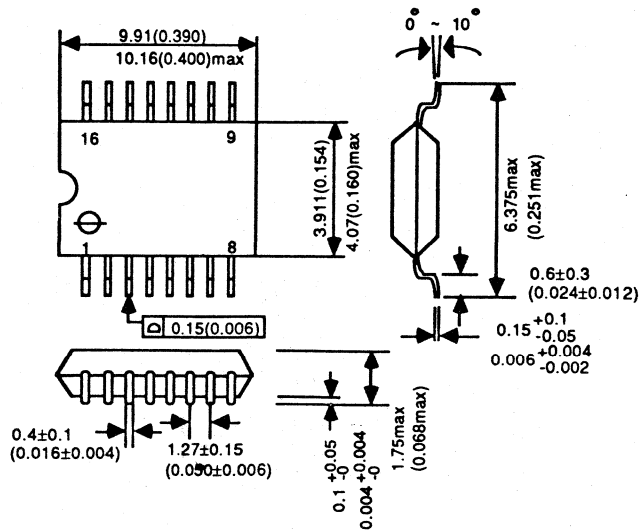 9.91(0.390)
10.16(0.400)max
0° ~ 10°
16
9
1
8
3.911(0.154)
4.07(0.160)max
6.375max
(0.251max)
0.6±0.3
(0.024±0.012)
0.15 +0.1 -0.05
0.006 +0.004 -0.002
D 0.15(0.006)
0.4±0.1
(0.016±0.004)
1.27±0.15
(0.050±0.006)
0.1 +0.05 -0
0.004 +0.004 -0
1.75max
(0.068max)